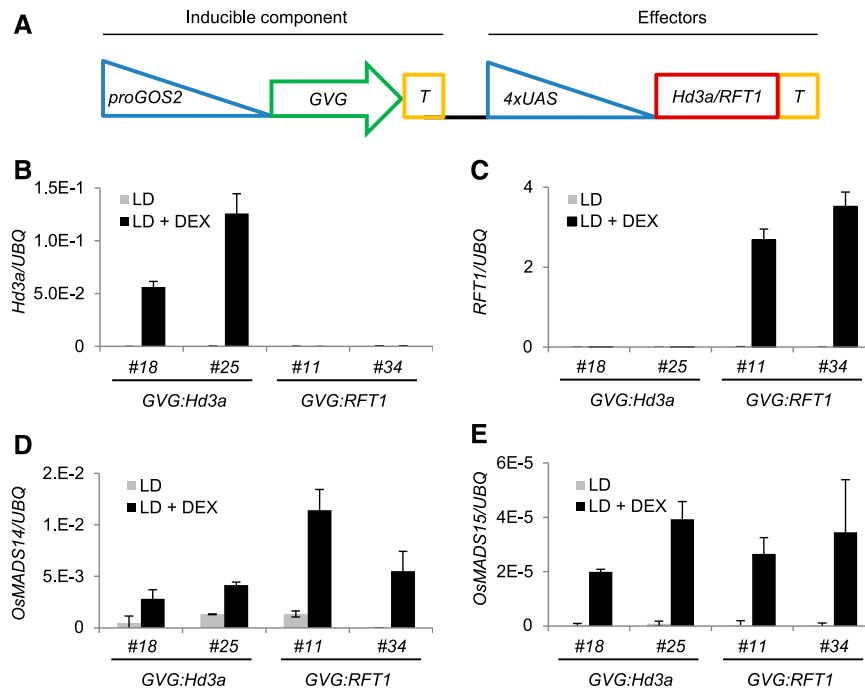 A
Inducible component
Effectors
proGOS2
GVG
T
4xUAS
Hd3a/RFT1
T
B
Hd3a/UBQ
1.5E-1
1.0E-1
5.0E-2
0
LD
LD + DEX
#18
#25
#11
#34
GVG:Hd3a
GVG:RFT1
C
RFT1/UBQ
4
2
0
LD
LD + DEX
#18
#25
#11
#34
GVG:Hd3a
GVG:RFT1
D
OsMADS14/UBQ
2.E-2
1.E-2
5.E-3
0
LD
LD + DEX
#18
#25
#11
#34
GVG:Hd3a
GVG:RFT1
E
OsMADS15/UBQ
6E-5
4E-5
2E-5
0
LD
LD + DEX
#18
#25
#11
#34
GVG:Hd3a
GVG:RFT1